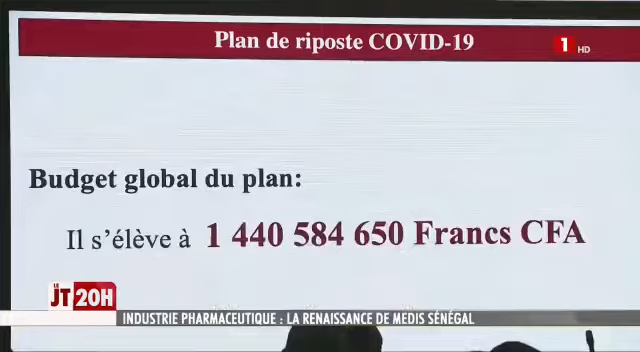 Plan de riposte COVID-19
1 HD
Budget global du plan:
Il s'élève à 1 440 584 650 Francs CFA
LE
JT 20H
INDUSTRIE PHARMACEUTIQUE : LA RENAISSANCE DE MEDIS SÉNÉGAL